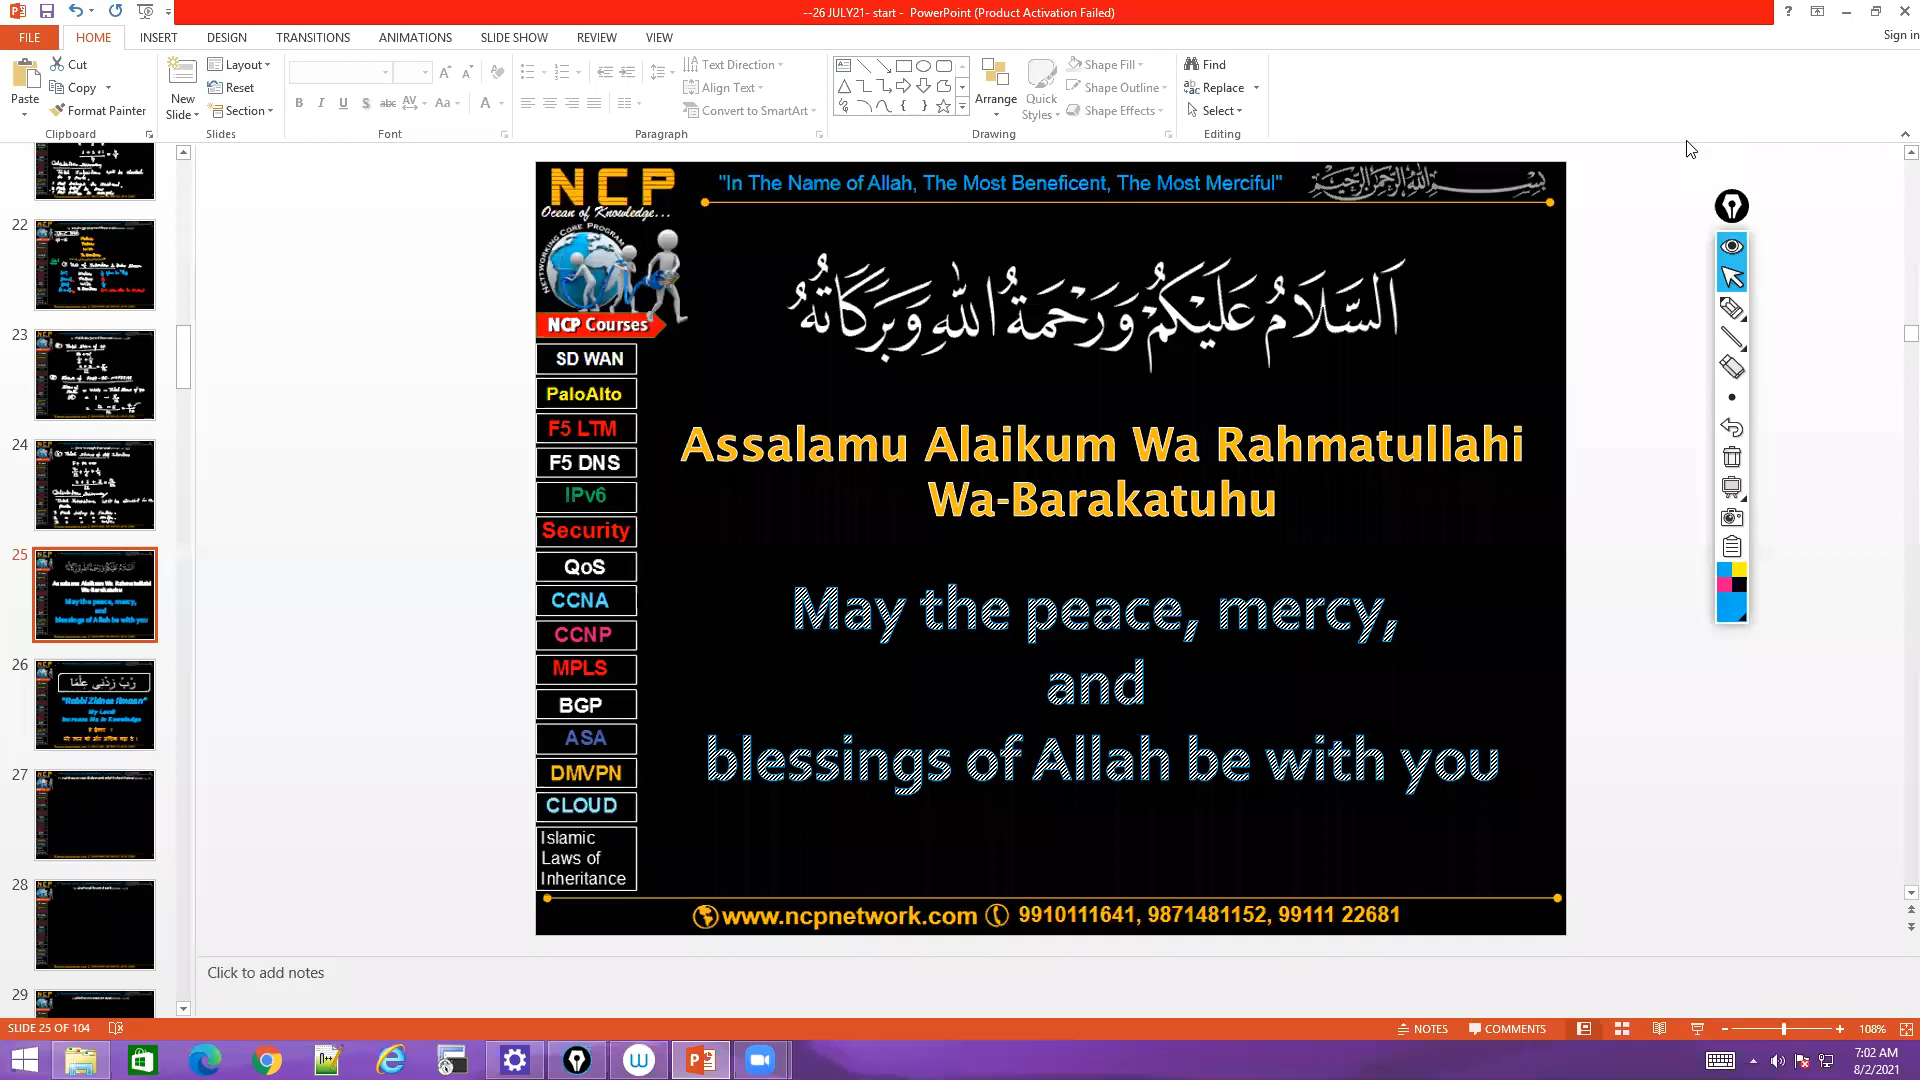 --26 JULY21- start - PowerPoint (Product Activation Failed)
Sign in
FILE HOME INSERT DESIGN TRANSITIONS ANIMATIONS SLIDE SHOW REVIEW VIEW
Paste
Cut
Copy
Format Painter
Clipboard
New Slide
Layout
Reset
Section
Slides
Font
Text Direction
Align Text
Convert to SmartArt
Paragraph
Arrange
Quick Styles
Shape Fill
Shape Outline
Shape Effects
Drawing
Find
Replace
Select
Editing
22
23
24
25
26
27
28
29
NCP
Ocean of Knowledge...
NETWORKING CORE PROGRAM
NCP Courses
SD WAN
PaloAlto
F5 LTM
F5 DNS
IPv6
Security
QoS
CCNA
CCNP
MPLS
BGP
ASA
DMVPN
CLOUD
Islamic
Laws of
Inheritance
"In The Name of Allah, The Most Beneficent, The Most Merciful"
اَلسَّلَامُ عَلَيْكُمْ وَرَحْمَةُ اللهِ وَبَرَكَاتُهُ
Assalamu Alaikum Wa Rahmatullahi
Wa-Barakatuhu
May the peace, mercy,
and
blessings of Allah be with you
www.ncpnetwork.com 9910111641, 9871481152, 99111 22681
Click to add notes
SLIDE 25 OF 104
NOTES COMMENTS 108%
7:02 AM
8/2/2021